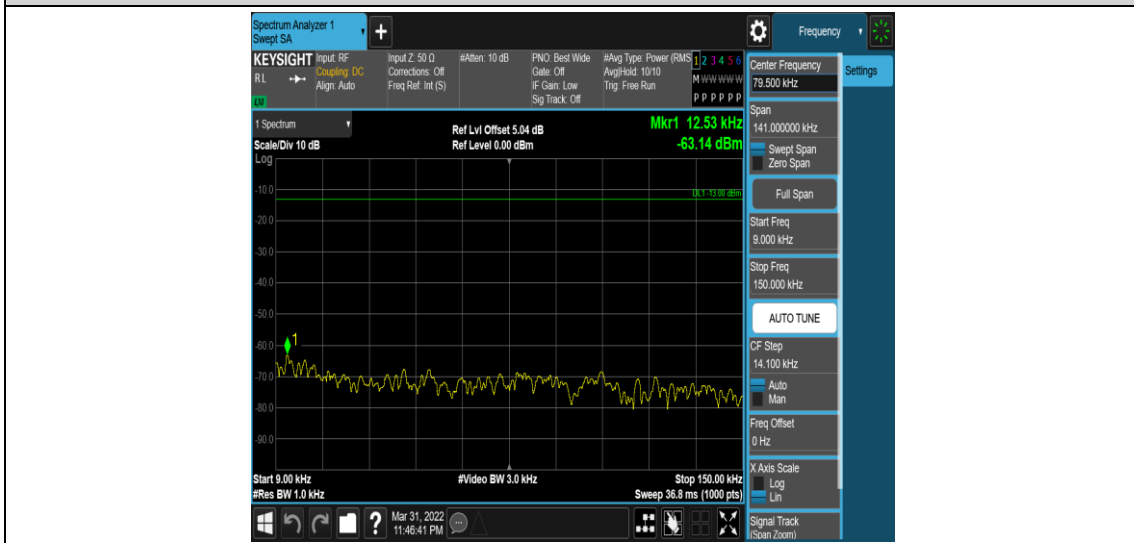 Spectrum Analyzer 1
Swept SA
+
Frequency
KEYSIGHT
RL
LXI
Input: RF
Coupling: DC
Align: Auto
Input Z: 50 Ω
Corrections: Off
Freq Ref: Int (S)
#Atten: 10 dB
PNO: Best Wide
Gate: Off
IF Gain: Low
Sig Track: Off
#Avg Type: Power (RMS
Avg|Hold: 10/10
Trig: Free Run
1 2 3 4 5 6
M W W W W W
P P P P P P
Center Frequency
79.500 kHz
Settings
1 Spectrum
Ref Lvl Offset 5.04 dB
Mkr1 12.53 kHz
Scale/Div 10 dB
Ref Level 0.00 dBm
-63.14 dBm
Log
-10.0
DL1 -13.00 dBm
-20.0
-30.0
-40.0
-50.0
-60.0
1
-70.0
-80.0
-90.0
Start 9.00 kHz
#Video BW 3.0 kHz
Stop 150.00 kHz
#Res BW 1.0 kHz
Sweep 36.8 ms (1000 pts)
Span
141.000000 kHz
Swept Span
Zero Span
Full Span
Start Freq
9.000 kHz
Stop Freq
150.000 kHz
AUTO TUNE
CF Step
14.100 kHz
Auto
Man
Freq Offset
0 Hz
X Axis Scale
Log
Lin
Signal Track
(Span Zoom)
?
Mar 31, 2022
11:46:41 PM